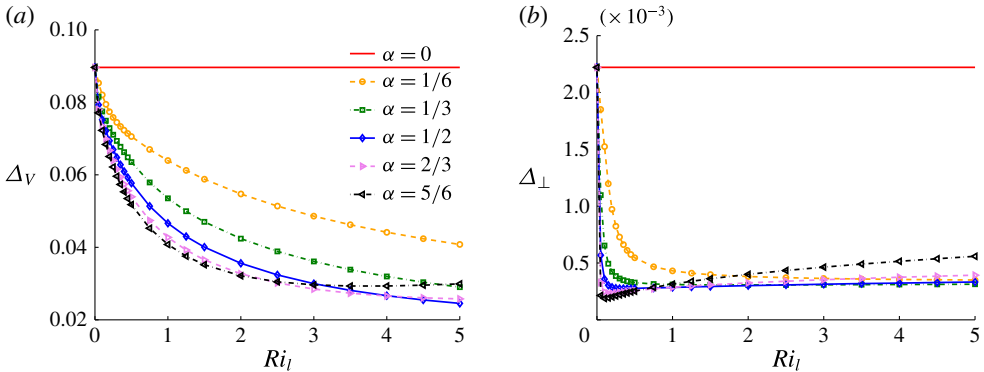 (a)
0.10
0.08
0.06
0.04
0.02
Δ_V
0 1 2 3 4 5
Ri_l
α = 0
α = 1/6
α = 1/3
α = 1/2
α = 2/3
α = 5/6
(b)
(× 10⁻³)
2.5
2.0
1.5
1.0
0.5
Δ_⊥
0 1 2 3 4 5
Ri_l